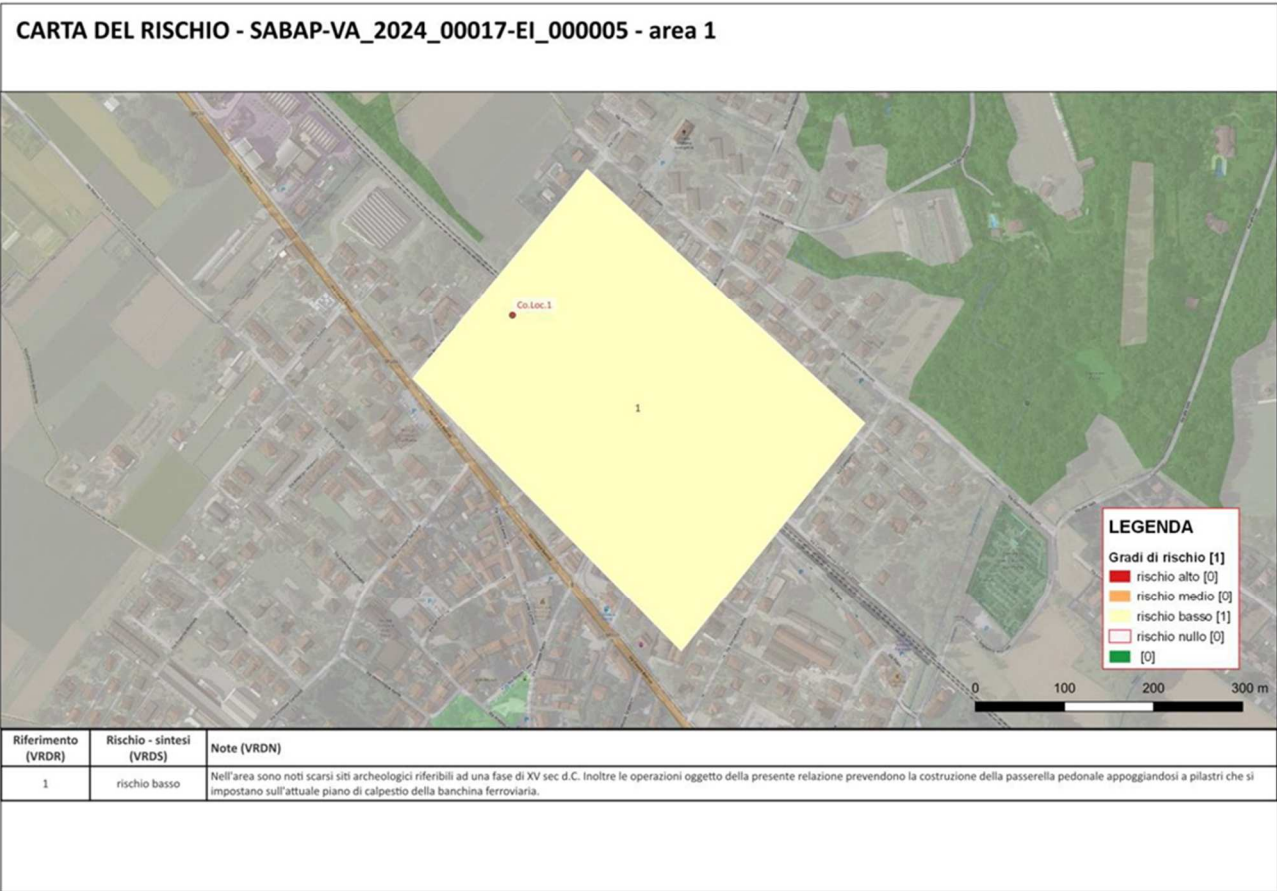 CARTA DEL RISCHIO - SABAP-VA_2024_00017-EI_000005 - area 1
Co.Loc.1
1
LEGENDA
Gradi di rischio [1]
rischio alto [0]
rischio medio [0]
rischio basso [1]
rischio nullo [0]
[0]
0 100 200 300 m
Riferimento
(VRDR)
Rischio - sintesi
(VRDS)
Note (VRDN)
1
rischio basso
Nell'area sono noti scarsi siti archeologici riferibili ad una fase di XV sec d.C. Inoltre le operazioni oggetto della presente relazione prevendono la costruzione della passerella pedonale appoggiandosi a pilastri che si
impostano sull'attuale piano di calpestio della banchina ferroviaria.